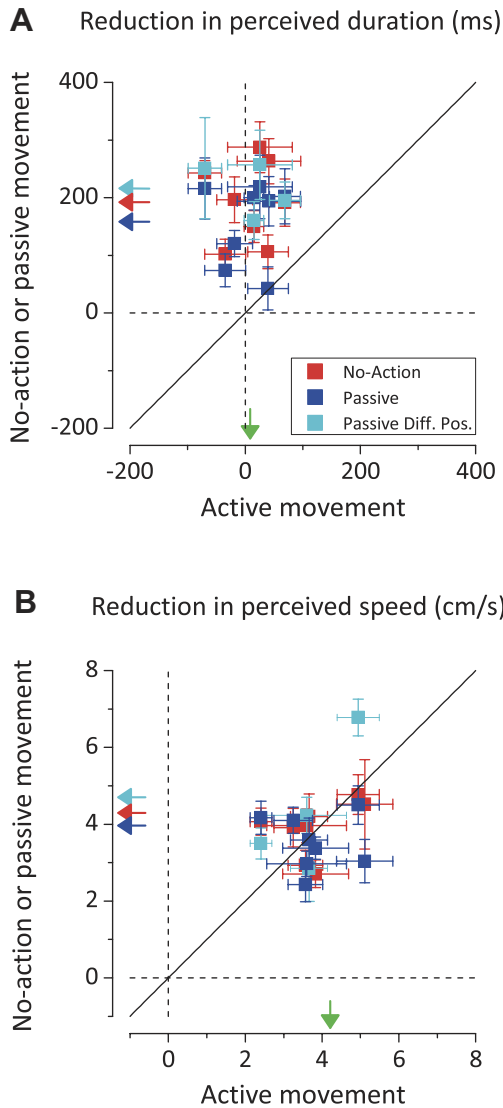 A Reduction in perceived duration (ms)
No-action or passive movement
400
200
0
-200
No-Action
Passive
Passive Diff. Pos.
-200 0 200 400
Active movement
B Reduction in perceived speed (cm/s)
No-action or passive movement
8
6
4
2
0
0 2 4 6 8
Active movement